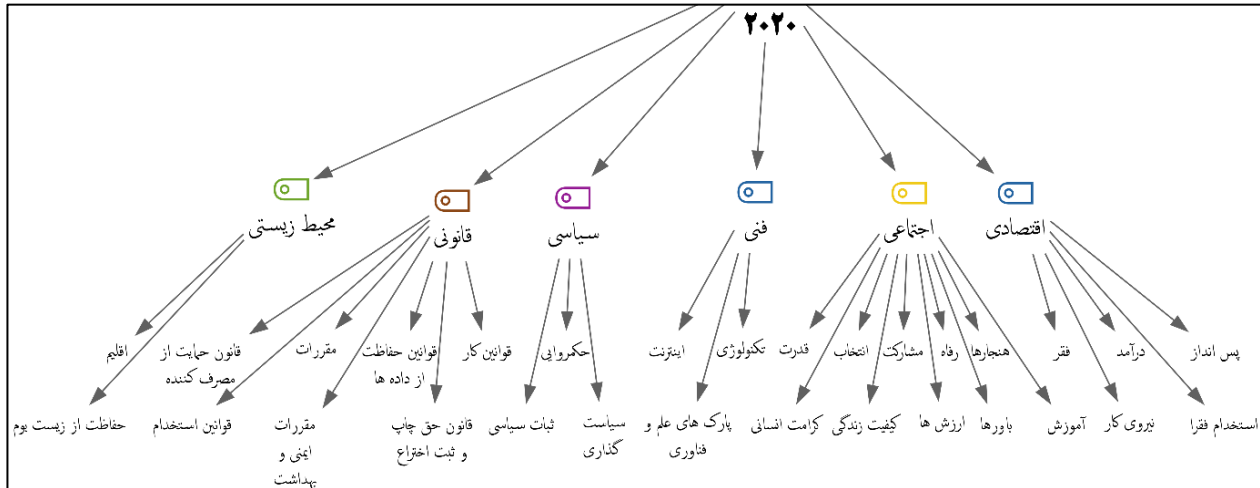 ۲۰۲۰
اقتصادی
اجتماعی
فنی
سیاسی
قانونی
محیط زیستی
پس انداز
درآمد
فقر
هنجارها
رفاه
مشارکت
انتخاب
قدرت
تکنولوژی
اینترنت
حکمروایی
قوانین کار
قوانین حفاظت
از داده ها
مقررات
قانون حمایت از
مصرف کننده
اقلیم
استخدام فقرا
نیروی کار
آموزش
باورها
ارزش ها
کیفیت زندگی
کرامت انسانی
پارک های علم و
فناوری
سیاست
گذاری
ثبات سیاسی
قانون حق چاپ
و ثبت اختراع
مقررات
ایمنی و
بهداشت
قوانین استخدام
حفاظت از زیست بوم